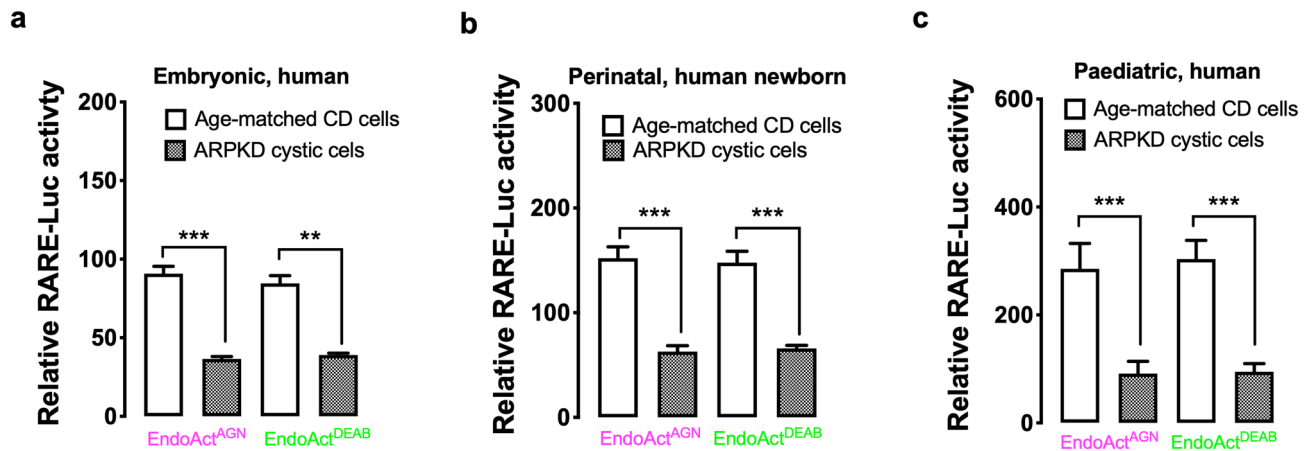 a
Embryonic, human
Relative RARE-Luc activty
200
150
100
50
0
Age-matched CD cells
ARPKD cystic cels
***
**
EndoAct^AGN
EndoAct^DEAB
b
Perinatal, human newborn
Relative RARE-Luc activity
300
200
100
0
Age-matched CD cells
ARPKD cystic cells
***
***
EndoAct^AGN
EndoAct^DEAB
c
Paediatric, human
Relative RARE-Luc activity
600
400
200
0
Age-matched CD cells
ARPKD cystic cells
***
***
EndoAct^AGN
EndoAct^DEAB